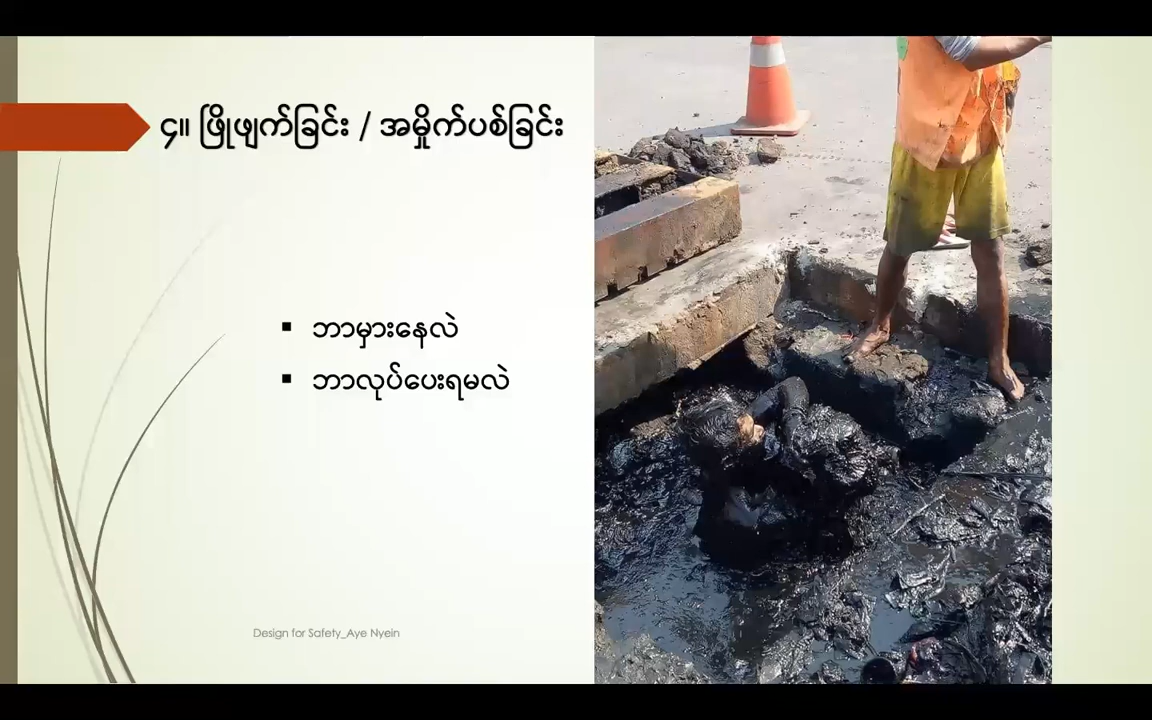 ၄။ ဖြိုဖျက်ခြင်း / အမှိုက်ပစ်ခြင်း
▪ ဘာမှားနေလဲ
▪ ဘာလုပ်ပေးရမလဲ
Design for Safety_Aye Nyein